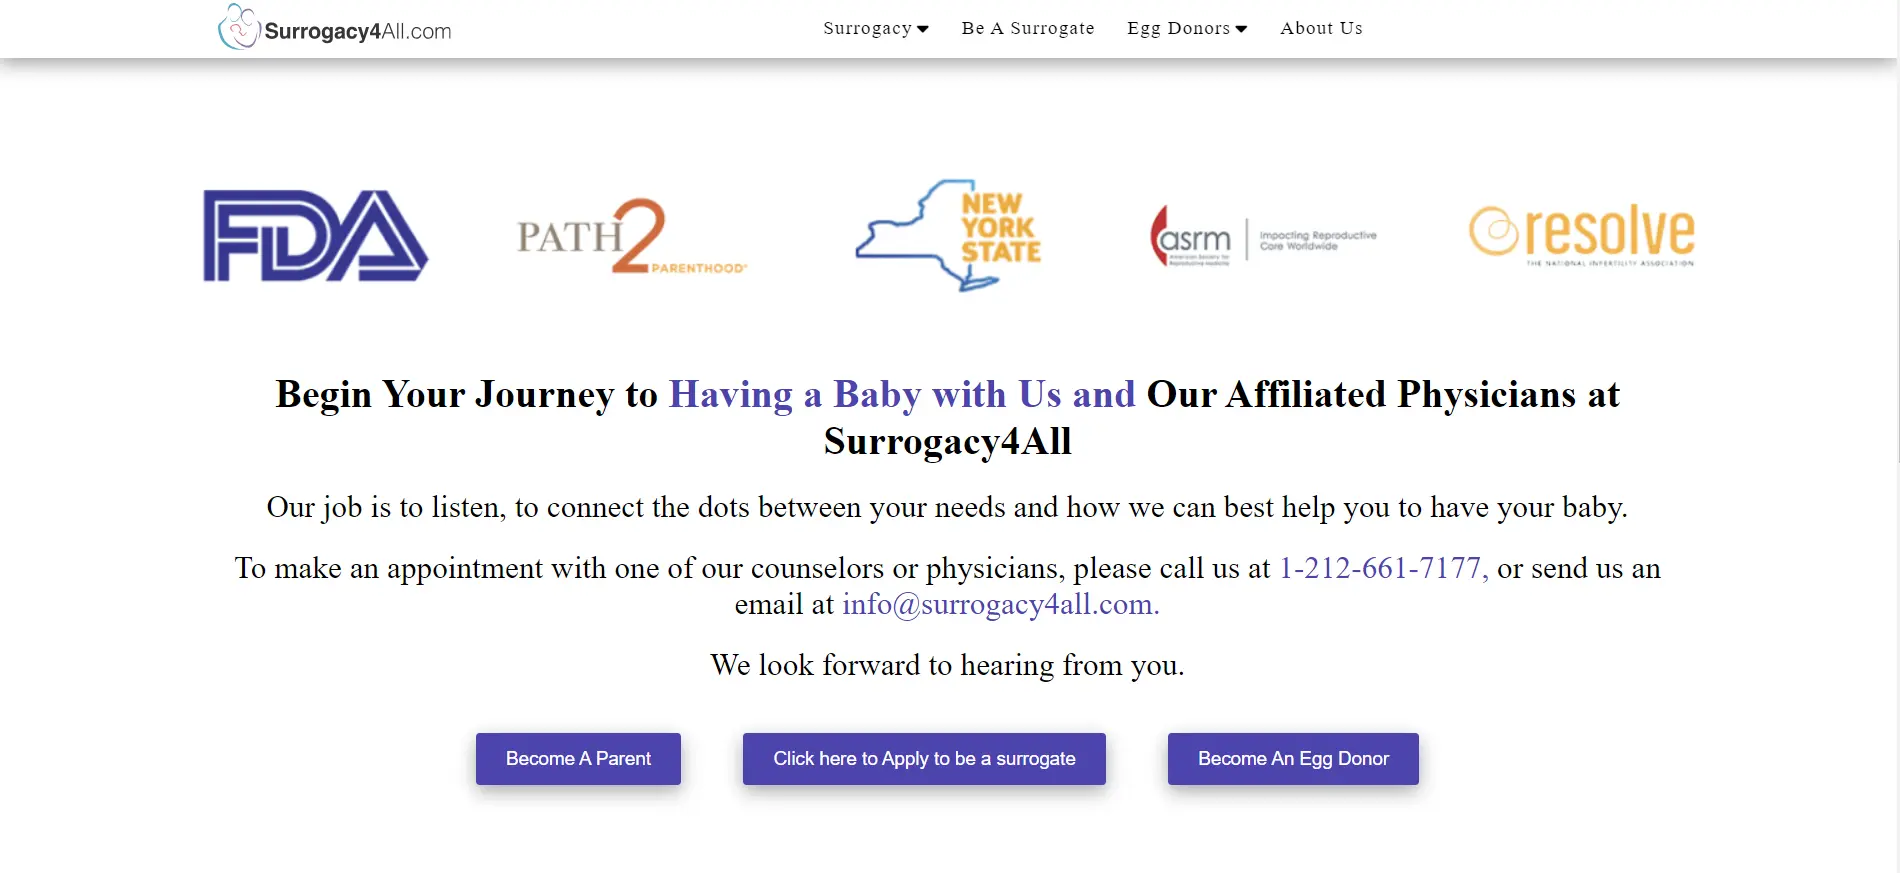 Surrogacy4All.com
Surrogacy
Be A Surrogate
Egg Donors
About Us
FDA
PATH2
PARENTHOOD
NEW
YORK
STATE
asrm
American Society for
Reproductive Medicine
Impacting Reproductive
Care Worldwide
resolve
THE NATIONAL INFERTILITY ASSOCIATION
Begin Your Journey to Having a Baby with Us and Our Affiliated Physicians at
Surrogacy4All
Our job is to listen, to connect the dots between your needs and how we can best help you to have your baby.
To make an appointment with one of our counselors or physicians, please call us at 1-212-661-7177, or send us an
email at info@surrogacy4all.com.
We look forward to hearing from you.
Become A Parent
Click here to Apply to be a surrogate
Become An Egg Donor